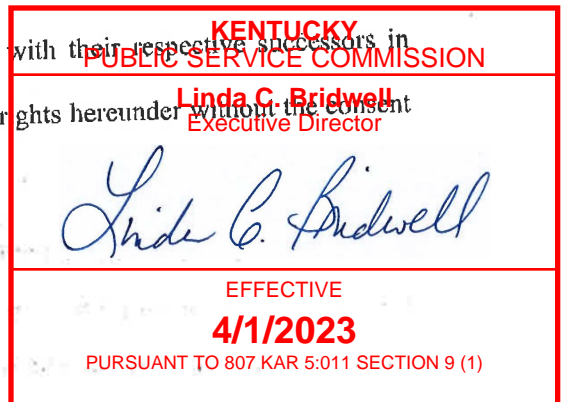 KENTUCKY
with their respective successors in
PUBLIC SERVICE COMMISSION
Linda C. Bridwell
rights hereunder without the consent
Executive Director
Linda C. Bridwell
EFFECTIVE
4/1/2023
PURSUANT TO 807 KAR 5:011 SECTION 9 (1)